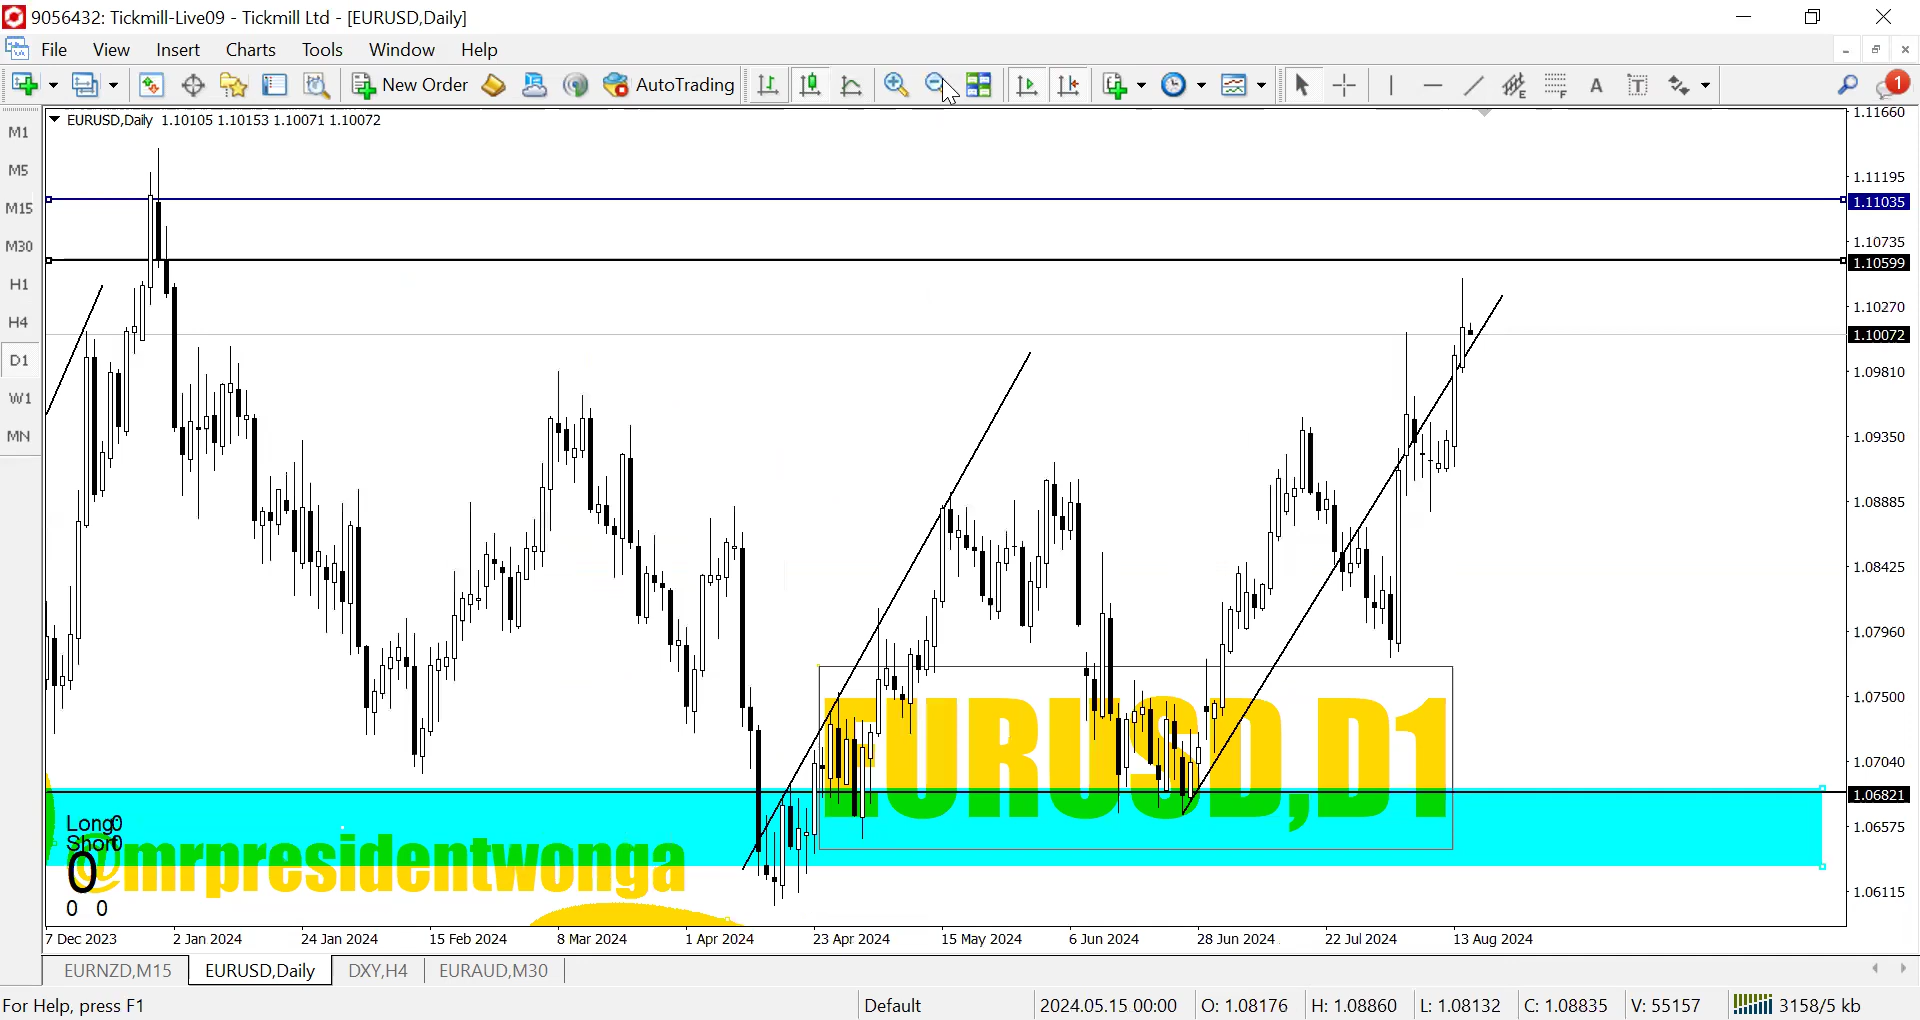 9056432: Tickmill-Live09 - Tickmill Ltd - [EURUSD,Daily]
File View Insert Charts Tools Window Help
New Order AutoTrading 1
EURUSD,Daily 1.10105 1.10153 1.10071 1.10072
M1
M5
M15
M30
H1
H4
D1
W1
MN
1.11660
1.11195
1.11035
1.10735
1.10599
1.10270
1.10072
1.09810
1.09350
1.08885
1.08425
1.07960
1.07500
1.07040
1.06821
1.06575
1.06115
EURUSD,D1
Long0
Short0
0
@mrpresidentwonga
0 0
7 Dec 2023 2 Jan 2024 24 Jan 2024 15 Feb 2024 8 Mar 2024 1 Apr 2024 23 Apr 2024 15 May 2024 6 Jun 2024 28 Jun 2024 22 Jul 2024 13 Aug 2024
EURNZD,M15 EURUSD,Daily DXY,H4 EURAUD,M30
For Help, press F1 Default 2024.05.15 00:00 O: 1.08176 H: 1.08860 L: 1.08132 C: 1.08835 V: 55157 3158/5 kb